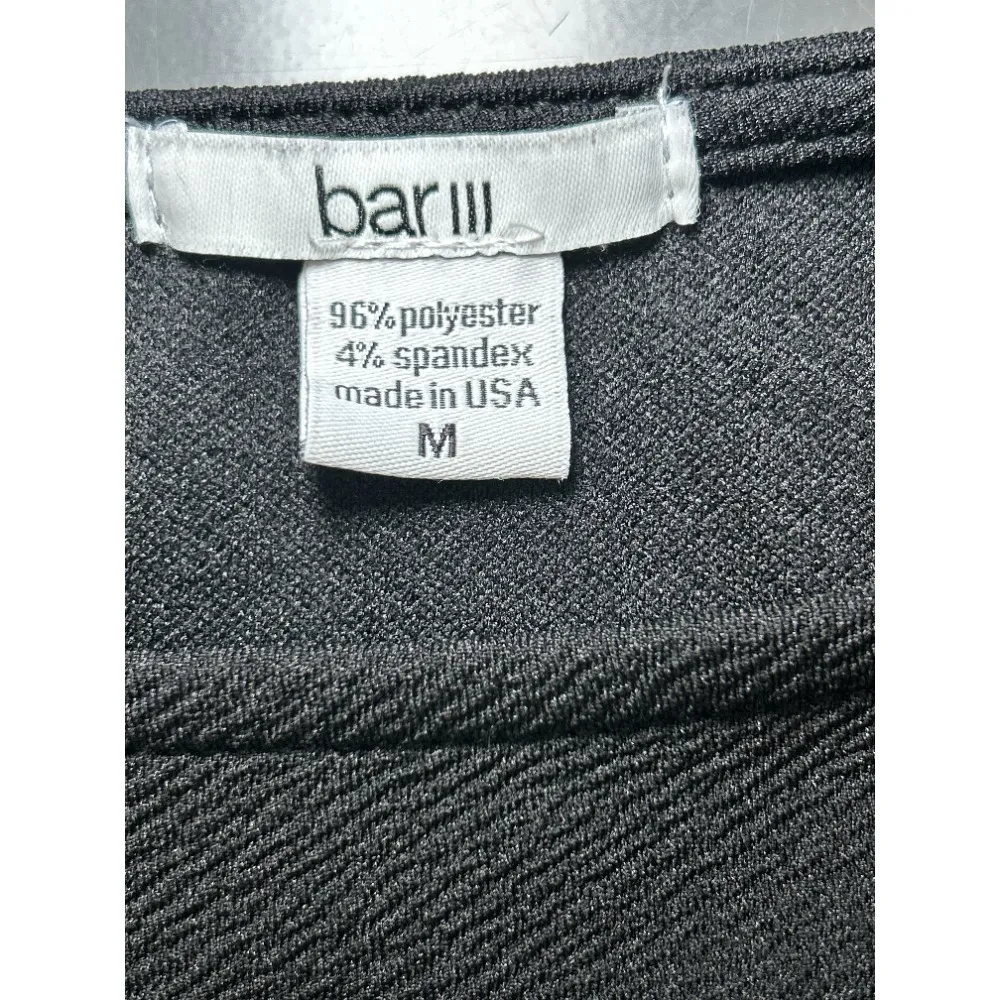 bar III
96% polyester
4% spandex
made in USA
M